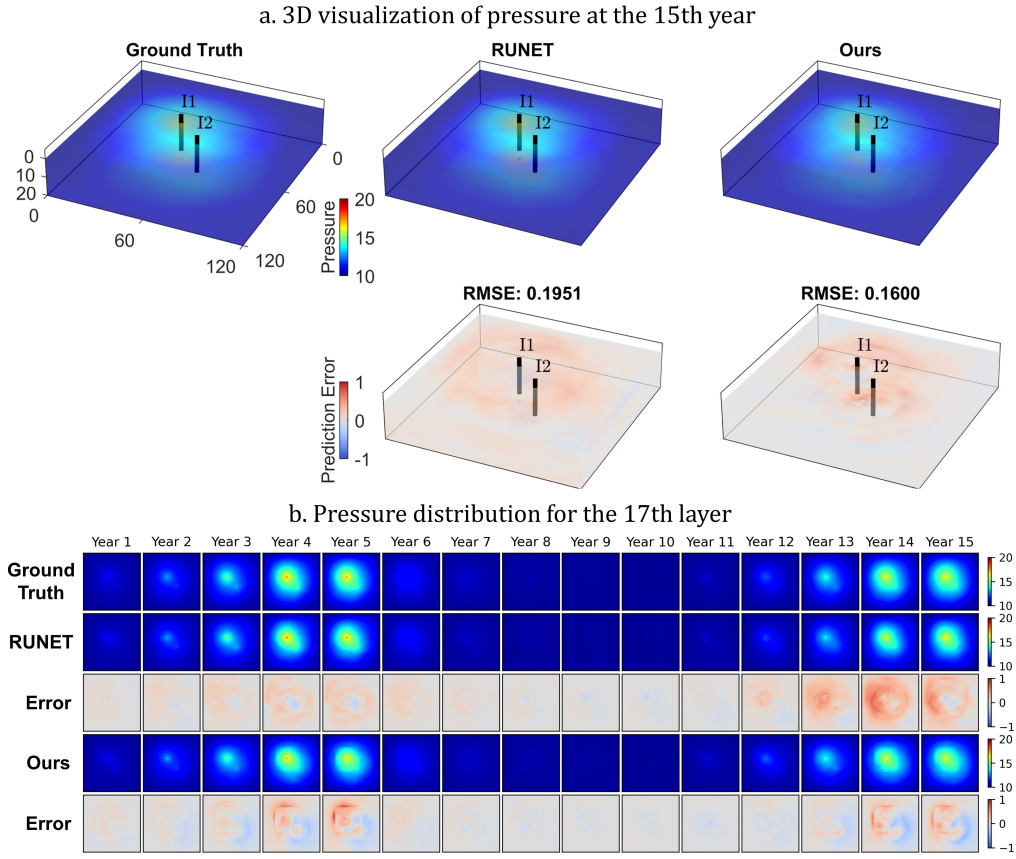 a. 3D visualization of pressure at the 15th year
Ground Truth
RUNET
Ours
I1
I2
I1
I2
I1
I2
0
10
20
0
60
120
120
60
0
Pressure
20
15
10
RMSE: 0.1951
RMSE: 0.1600
I1
I2
I1
I2
Prediction Error
1
0
-1
b. Pressure distribution for the 17th layer
Year 1 Year 2 Year 3 Year 4 Year 5 Year 6 Year 7 Year 8 Year 9 Year 10 Year 11 Year 12 Year 13 Year 14 Year 15
Ground
Truth
20
15
10
RUNET
20
15
10
Error
1
0
−1
Ours
20
15
10
Error
1
0
−1